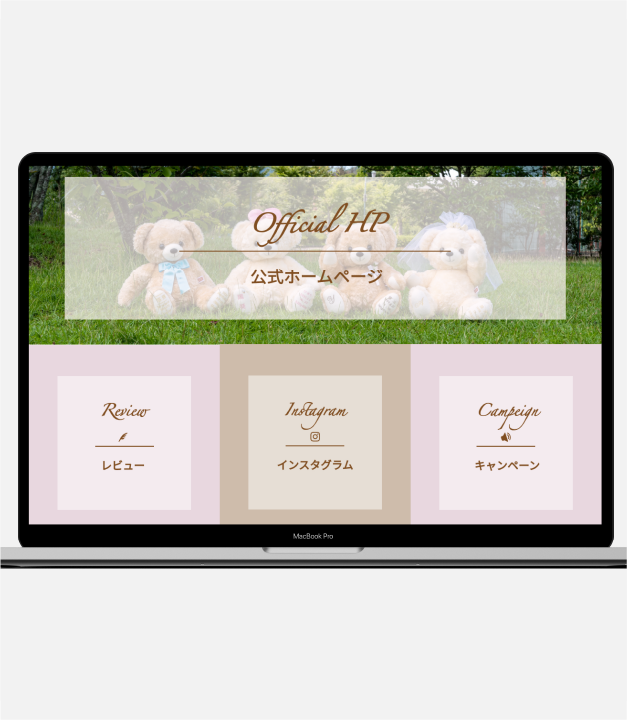 Official HP
公式ホームページ
Review
レビュー
Instagram
インスタグラム
Campeign
キャンペーン
MacBook Pro